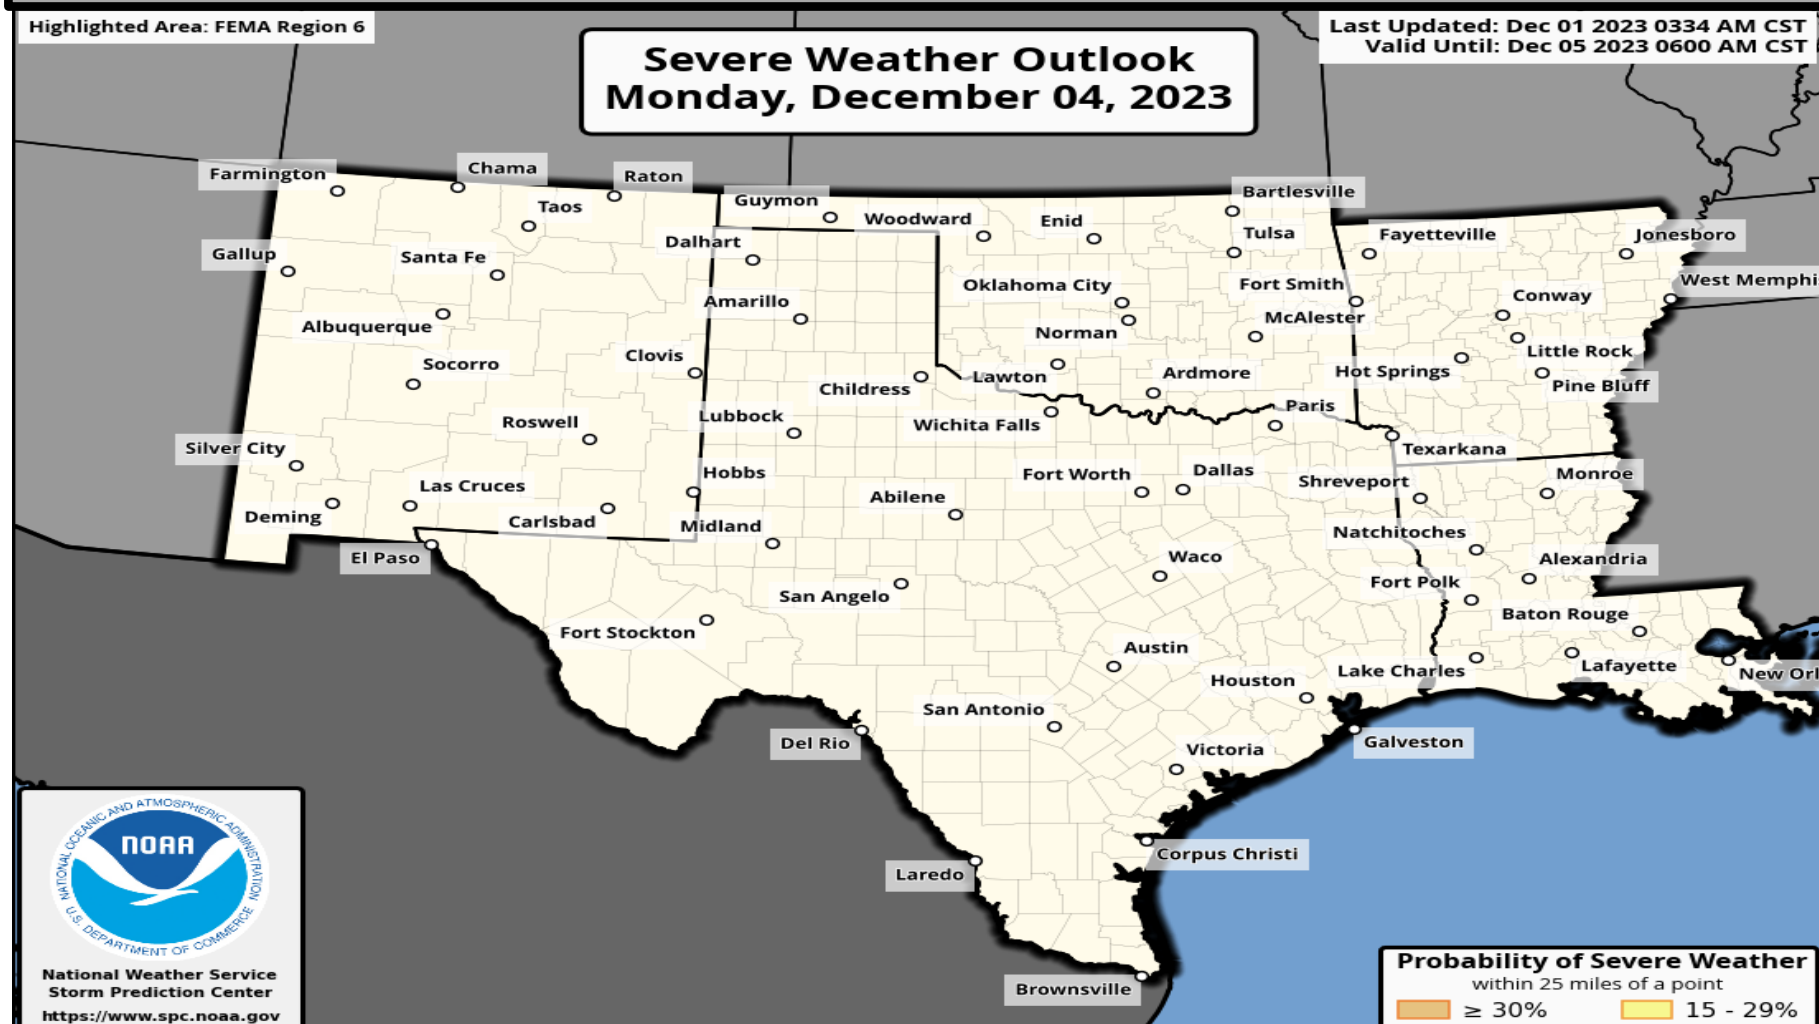 Highlighted Area: FEMA Region 6
Severe Weather Outlook
Monday, December 04, 2023
Last Updated: Dec 01 2023 0334 AM CST
Valid Until: Dec 05 2023 0600 AM CST
Farmington
Chama
Raton
Taos
Guymon
Woodward
Enid
Bartlesville
Tulsa
Fayetteville
Jonesboro
Gallup
Santa Fe
Dalhart
Oklahoma City
Fort Smith
Conway
West Memphi
Albuquerque
Amarillo
Norman
McAlester
Little Rock
Socorro
Clovis
Childress
Lawton
Ardmore
Hot Springs
Pine Bluff
Roswell
Lubbock
Wichita Falls
Paris
Texarkana
Silver City
Las Cruces
Hobbs
Abilene
Fort Worth
Dallas
Shreveport
Monroe
Deming
Carlsbad
Midland
Natchitoches
El Paso
Waco
Alexandria
San Angelo
Fort Polk
Fort Stockton
Baton Rouge
Austin
Houston
Lake Charles
Lafayette
New Orl
San Antonio
Del Rio
Victoria
Galveston
Corpus Christi
Laredo
Brownsville
NATIONAL OCEANIC AND ATMOSPHERIC ADMINISTRATION
NOAA
U.S. DEPARTMENT OF COMMERCE
National Weather Service
Storm Prediction Center
https://www.spc.noaa.gov
Probability of Severe Weather
within 25 miles of a point
≥ 30%
15 - 29%